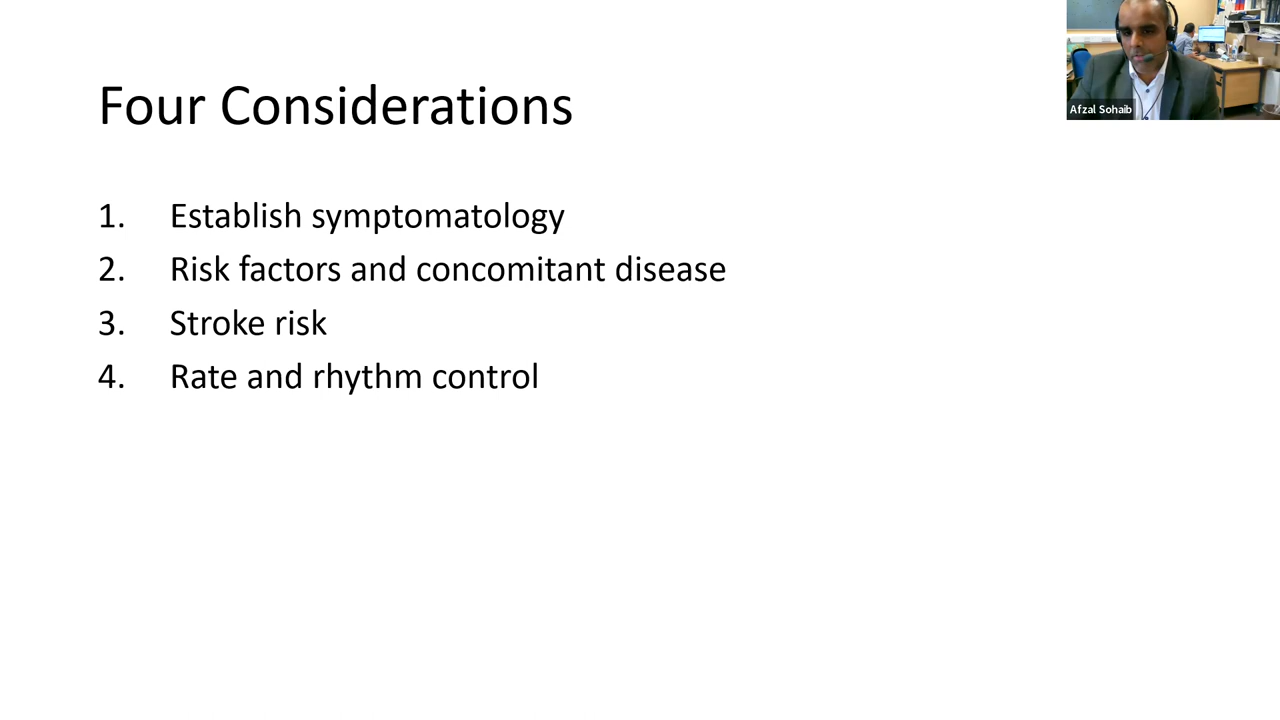 Four Considerations
Afzal Sohaib
1. Establish symptomatology
2. Risk factors and concomitant disease
3. Stroke risk
4. Rate and rhythm control